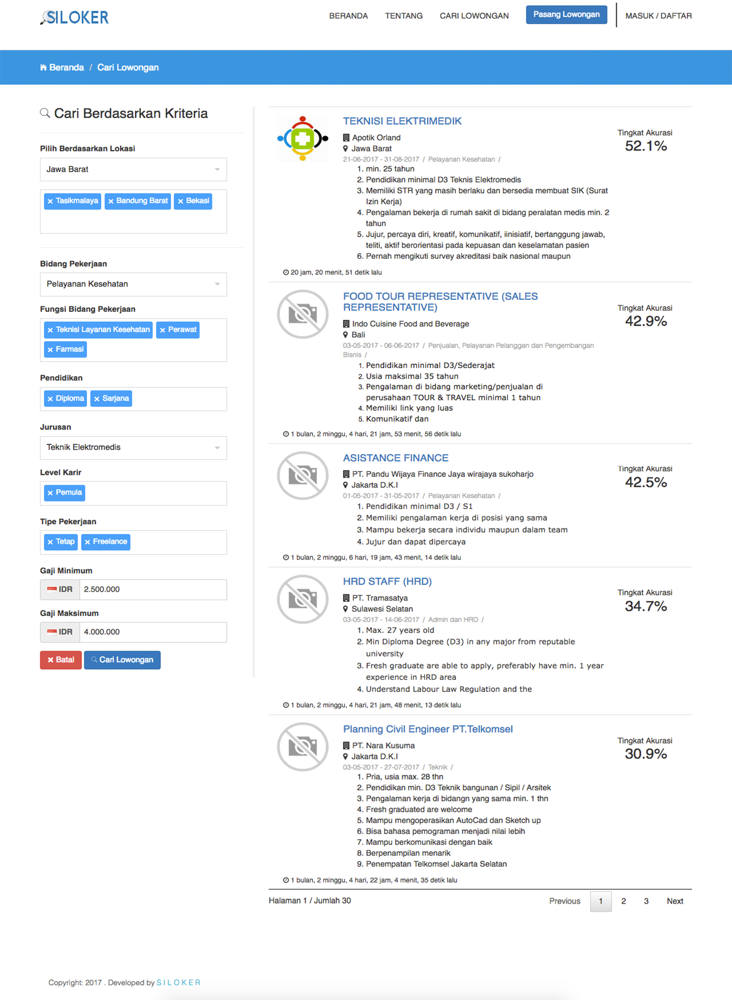 SILOKER
BERANDA
TENTANG
CARI LOWONGAN
Pasang Lowongan
MASUK / DAFTAR
Beranda / Cari Lowongan
Cari Berdasarkan Kriteria
Pilih Berdasarkan Lokasi
Jawa Barat
× Tasikmalaya × Bandung Barat × Bekasi
Bidang Pekerjaan
Pelayanan Kesehatan
Fungsi Bidang Pekerjaan
× Teknisi Layanan Kesehatan × Perawat
× Farmasi
Pendidikan
× Diploma × Sarjana
Jurusan
Teknik Elektromedis
Level Karir
× Pemula
Tipe Pekerjaan
× Tetap × Freelance
Gaji Minimum
IDR 2.500.000
Gaji Maksimum
IDR 4.000.000
× Batal
Cari Lowongan
TEKNISI ELEKTRIMEDIK
Apotik Orland
Jawa Barat
21-06-2017 - 31-08-2017 / Pelayanan Kesehatan /
1. min. 25 tahun
2. Pendidikan minimal D3 Teknis Elektromedis
3. Memiliki STR yang masih berlaku dan bersedia membuat SIK (Surat
Izin Kerja)
4. Pengalaman bekerja di rumah sakit di bidang peralatan medis min. 2
tahun
5. Jujur, percaya diri, kreatif, komunikatif, iinisiatif, bertanggung jawab,
teliti, aktif berorientasi pada kepuasan dan keselamatan pasien
6. Pernah mengikuti survey akreditasi baik nasional maupun
20 jam, 20 menit, 51 detik lalu
Tingkat Akurasi
52.1%
FOOD TOUR REPRESENTATIVE (SALES
REPRESENTATIVE)
Indo Cuisine Food and Beverage
Bali
03-05-2017 - 06-06-2017 / Penjualan, Pelayanan Pelanggan dan Pengembangan
Bisnis /
1. Pendidikan minimal D3/Sederajat
2. Usia maksimal 35 tahun
3. Pengalaman di bidang marketing/penjualan di
perusahaan TOUR & TRAVEL minimal 1 tahun
4. Memiliki link yang luas
5. Komunikatif dan
1 bulan, 2 minggu, 4 hari, 21 jam, 53 menit, 56 detik lalu
Tingkat Akurasi
42.9%
ASISTANCE FINANCE
PT. Pandu Wijaya Finance Jaya wirajaya sukoharjo
Jakarta D.K.I
01-05-2017 - 31-05-2017 / Pelayanan Kesehatan /
1. Pendidikan minimal D3 / S1
2. Memiliki pengalaman kerja di posisi yang sama
3. Mampu bekerja secara individu maupun dalam team
4. Jujur dan dapat dipercaya
1 bulan, 2 minggu, 6 hari, 19 jam, 43 menit, 14 detik lalu
Tingkat Akurasi
42.5%
HRD STAFF (HRD)
PT. Tramasatya
Sulawesi Selatan
03-05-2017 - 14-06-2017 / Admin dan HRD /
1. Max. 27 years old
2. Min Diploma Degree (D3) in any major from reputable
university
3. Fresh graduate are able to apply, preferably have min. 1 year
experience in HRD area
4. Understand Labour Law Regulation and the
1 bulan, 2 minggu, 4 hari, 21 jam, 48 menit, 13 detik lalu
Tingkat Akurasi
34.7%
Planning Civil Engineer PT.Telkomsel
PT. Nara Kusuma
Jakarta D.K.I
03-05-2017 - 27-07-2017 / Teknik /
1. Pria, usia max. 28 thn
2. Pendidikan min. D3 Teknik bangunan / Sipil / Arsitek
3. Pengalaman kerja di bidangn yang sama min. 1 thn
4. Fresh graduated are welcome
5. Mampu mengoperasikan AutoCad dan Sketch up
6. Bisa bahasa pemograman menjadi nilai lebih
7. Mampu berkomunikasi dengan baik
8. Berpenampilan menarik
9. Penempatan Telkomsel Jakarta Selatan
1 bulan, 2 minggu, 4 hari, 22 jam, 4 menit, 35 detik lalu
Tingkat Akurasi
30.9%
Halaman 1 / Jumlah 30
Previous 1 2 3 Next
Copyright: 2017 . Developed by SILOKER